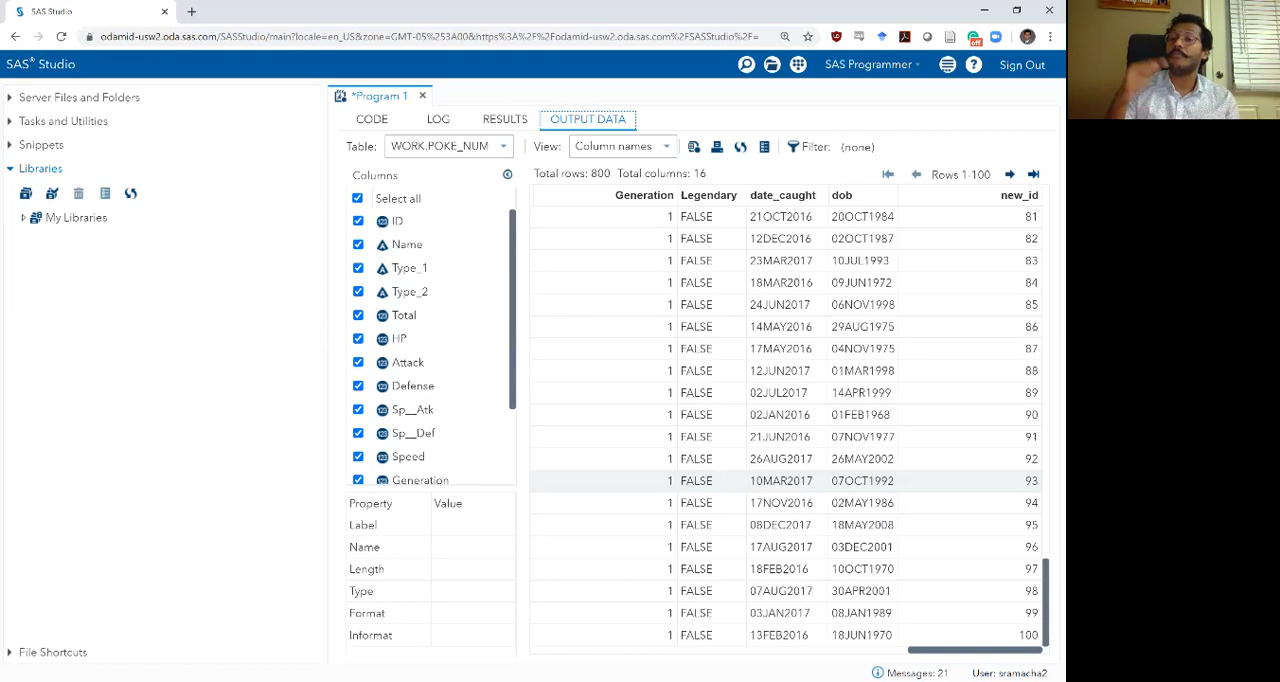 SAS Studio
odamid-usw2.oda.sas.com/SASStudio/main?locale=en_US&zone=GMT-05%253A00&https%3A%2F%2Fodamid-usw2.oda.sas.com%2FSASStudio%2F=
off
SAS® Studio
SAS Programmer
Sign Out
Server Files and Folders
Tasks and Utilities
Snippets
Libraries
My Libraries
File Shortcuts
*Program 1
CODE LOG RESULTS OUTPUT DATA
Table: WORK.POKE_NUM View: Column names Filter: (none)
Columns
Total rows: 800 Total columns: 16 Rows 1-100
Select all
ID
Name
Type_1
Type_2
Total
HP
Attack
Defense
Sp__Atk
Sp__Def
Speed
Generation
Property Value
Label
Name
Length
Type
Format
Informat
Generation Legendary date_caught dob new_id
1 FALSE 21OCT2016 20OCT1984 81
1 FALSE 12DEC2016 02OCT1987 82
1 FALSE 23MAR2017 10JUL1993 83
1 FALSE 18MAR2016 09JUN1972 84
1 FALSE 24JUN2017 06NOV1998 85
1 FALSE 14MAY2016 29AUG1975 86
1 FALSE 17MAY2016 04NOV1975 87
1 FALSE 12JUN2017 01MAR1998 88
1 FALSE 02JUL2017 14APR1999 89
1 FALSE 02JAN2016 01FEB1968 90
1 FALSE 21JUN2016 07NOV1977 91
1 FALSE 26AUG2017 26MAY2002 92
1 FALSE 10MAR2017 07OCT1992 93
1 FALSE 17NOV2016 02MAY1986 94
1 FALSE 08DEC2017 18MAY2008 95
1 FALSE 17AUG2017 03DEC2001 96
1 FALSE 18FEB2016 10OCT1970 97
1 FALSE 07AUG2017 30APR2001 98
1 FALSE 03JAN2017 08JAN1989 99
1 FALSE 13FEB2016 18JUN1970 100
Messages: 21 User: sramacha2